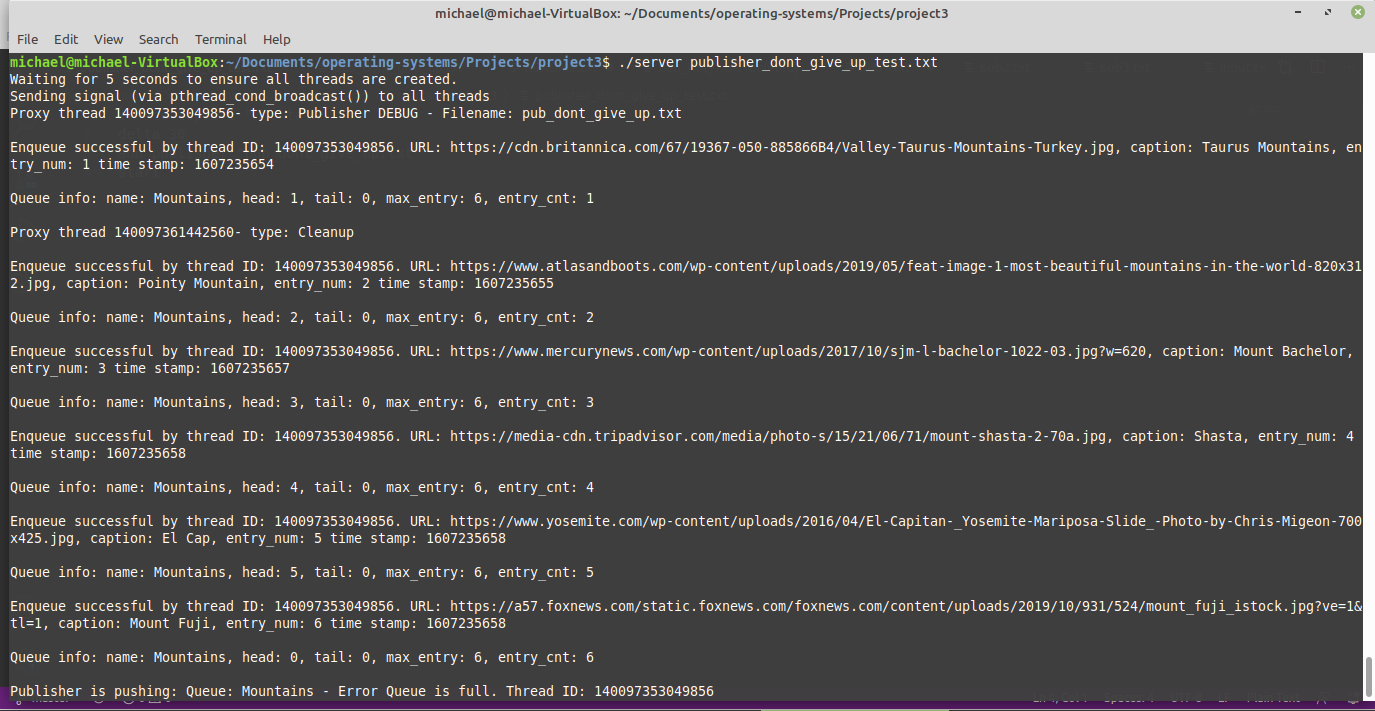 michael@michael-VirtualBox: ~/Documents/operating-systems/Projects/project3
File Edit View Search Terminal Help
michael@michael-VirtualBox:~/Documents/operating-systems/Projects/project3$ ./server publisher_dont_give_up_test.txt
Waiting for 5 seconds to ensure all threads are created.
Sending signal (via pthread_cond_broadcast()) to all threads
Proxy thread 140097353049856- type: Publisher DEBUG - Filename: pub_dont_give_up.txt
Enqueue successful by thread ID: 140097353049856. URL: https://cdn.britannica.com/67/19367-050-885866B4/Valley-Taurus-Mountains-Turkey.jpg, caption: Taurus Mountains, en
try_num: 1 time stamp: 1607235654
Queue info: name: Mountains, head: 1, tail: 0, max_entry: 6, entry_cnt: 1
Proxy thread 140097361442560- type: Cleanup
Enqueue successful by thread ID: 140097353049856. URL: https://www.atlasandboots.com/wp-content/uploads/2019/05/feat-image-1-most-beautiful-mountains-in-the-world-820x31
2.jpg, caption: Pointy Mountain, entry_num: 2 time stamp: 1607235655
Queue info: name: Mountains, head: 2, tail: 0, max_entry: 6, entry_cnt: 2
Enqueue successful by thread ID: 140097353049856. URL: https://www.mercurynews.com/wp-content/uploads/2017/10/sjm-l-bachelor-1022-03.jpg?w=620, caption: Mount Bachelor,
entry_num: 3 time stamp: 1607235657
Queue info: name: Mountains, head: 3, tail: 0, max_entry: 6, entry_cnt: 3
Enqueue successful by thread ID: 140097353049856. URL: https://media-cdn.tripadvisor.com/media/photo-s/15/21/06/71/mount-shasta-2-70a.jpg, caption: Shasta, entry_num: 4
time stamp: 1607235658
Queue info: name: Mountains, head: 4, tail: 0, max_entry: 6, entry_cnt: 4
Enqueue successful by thread ID: 140097353049856. URL: https://www.yosemite.com/wp-content/uploads/2016/04/El-Capitan-_Yosemite-Mariposa-Slide_-Photo-by-Chris-Migeon-700
x425.jpg, caption: El Cap, entry_num: 5 time stamp: 1607235658
Queue info: name: Mountains, head: 5, tail: 0, max_entry: 6, entry_cnt: 5
Enqueue successful by thread ID: 140097353049856. URL: https://a57.foxnews.com/static.foxnews.com/foxnews.com/content/uploads/2019/10/931/524/mount_fuji_istock.jpg?ve=1&
tl=1, caption: Mount Fuji, entry_num: 6 time stamp: 1607235658
Queue info: name: Mountains, head: 0, tail: 0, max_entry: 6, entry_cnt: 6
Publisher is pushing: Queue: Mountains - Error Queue is full. Thread ID: 140097353049856